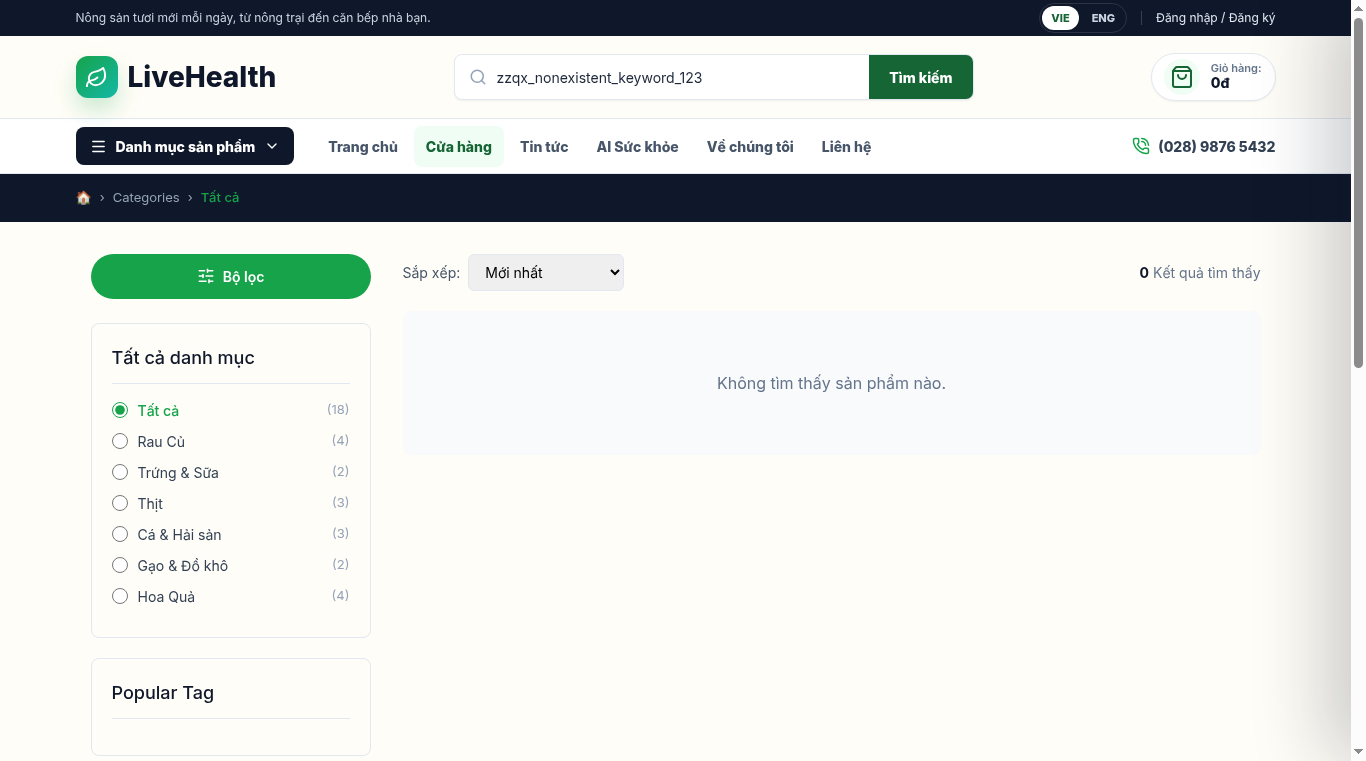 Nông sản tươi mới mỗi ngày, từ nông trại đến căn bếp nhà bạn.
VIE ENG Đăng nhập / Đăng ký
LiveHealth
zzqx_nonexistent_keyword_123
Tìm kiếm
Giỏ hàng:
0đ
Danh mục sản phẩm
Trang chủ Cửa hàng Tin tức AI Sức khỏe Về chúng tôi Liên hệ
(028) 9876 5432
› Categories › Tất cả
Bộ lọc
Sắp xếp: Mới nhất
0 Kết quả tìm thấy
Không tìm thấy sản phẩm nào.
Tất cả danh mục
Tất cả (18)
Rau Củ (4)
Trứng & Sữa (2)
Thịt (3)
Cá & Hải sản (3)
Gạo & Đồ khô (2)
Hoa Quả (4)
Popular Tag